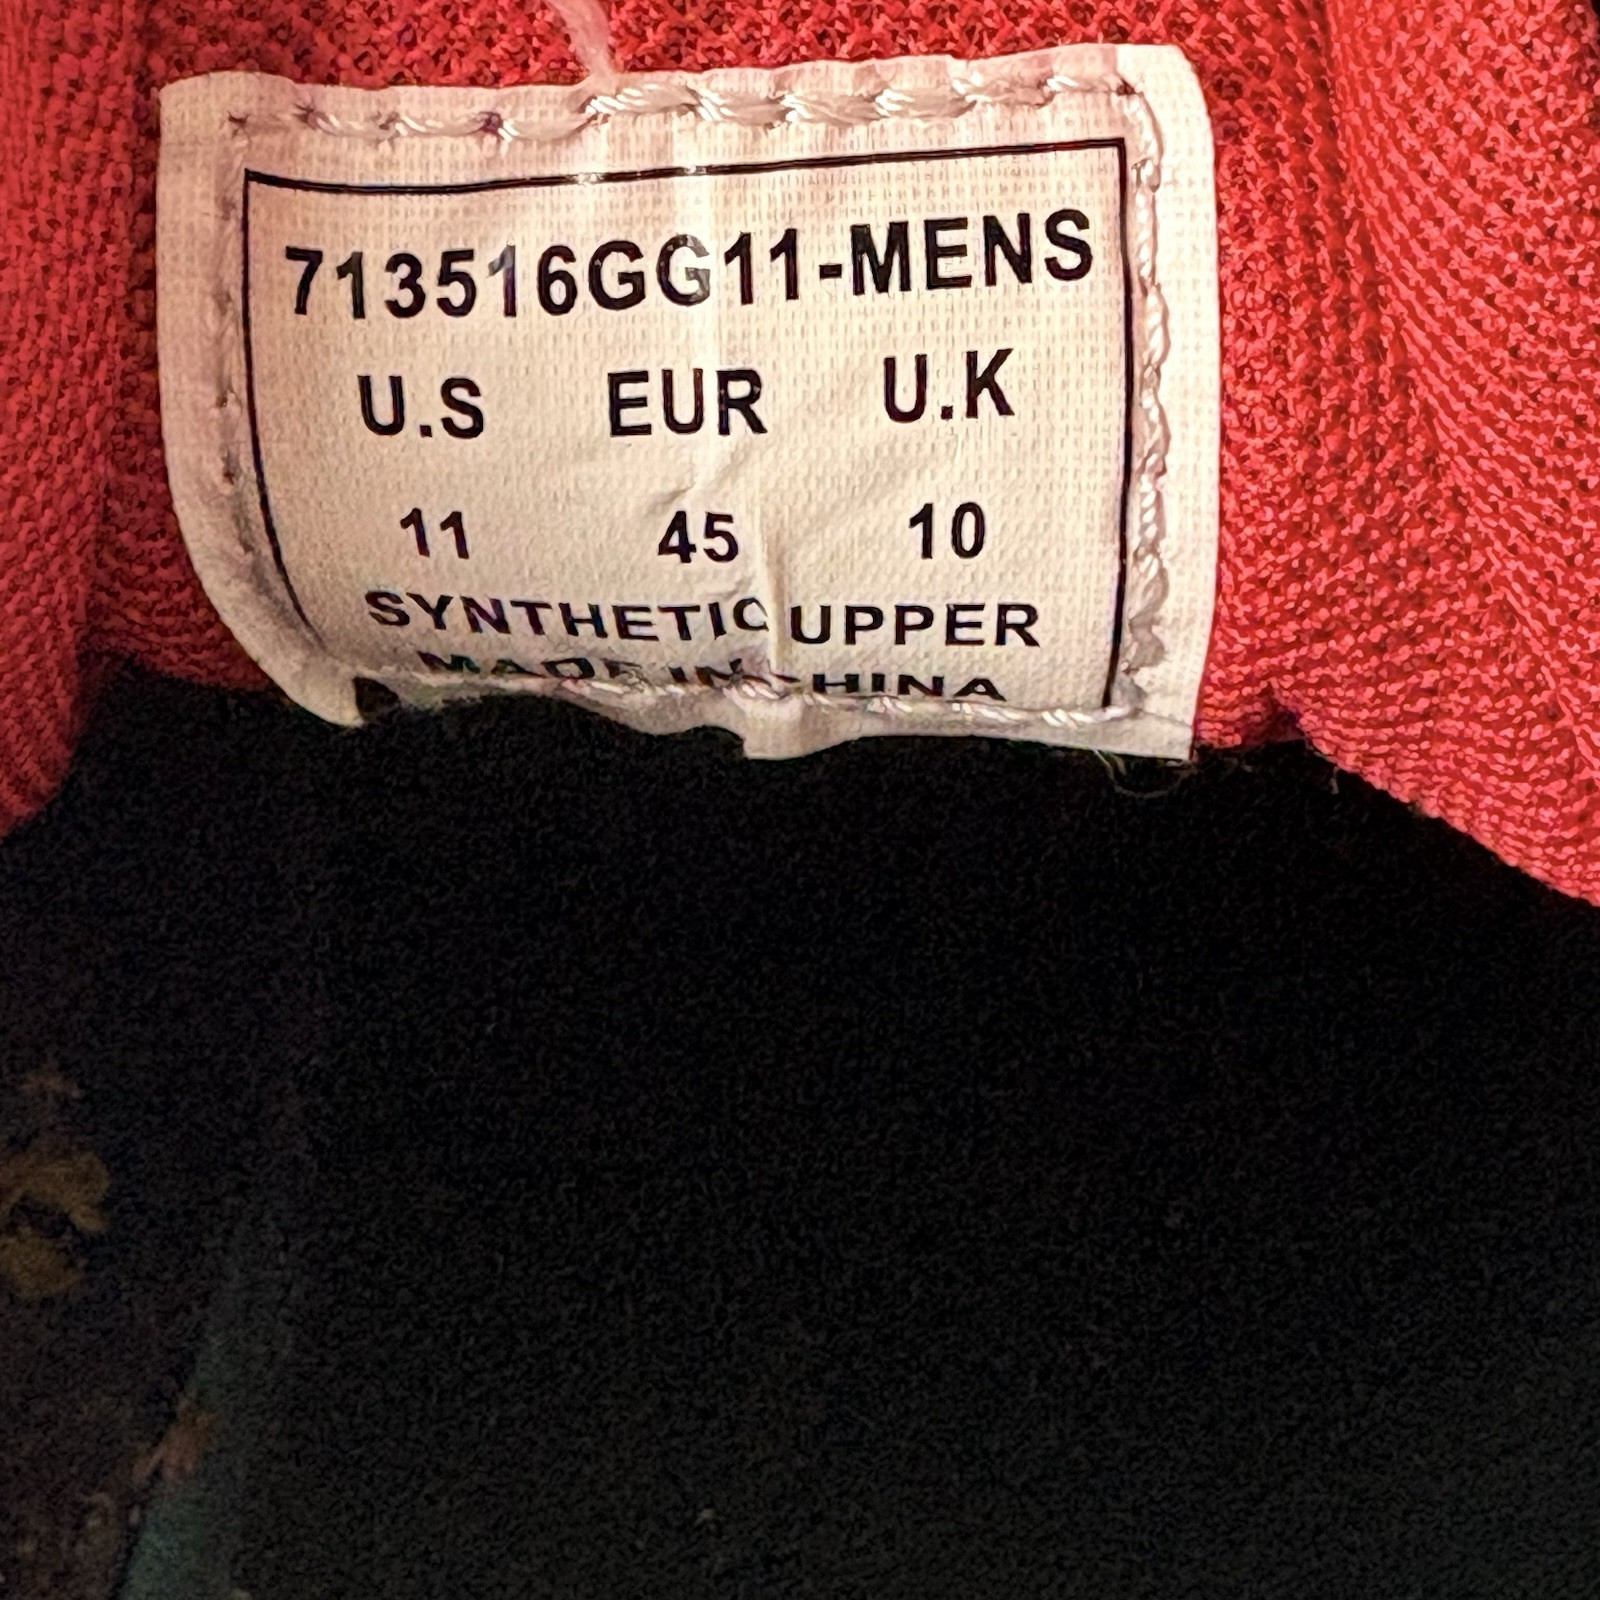 713516GG11-MENS
U.S EUR U.K
11 45 10
SYNTHETIC UPPER
MADE IN CHINA